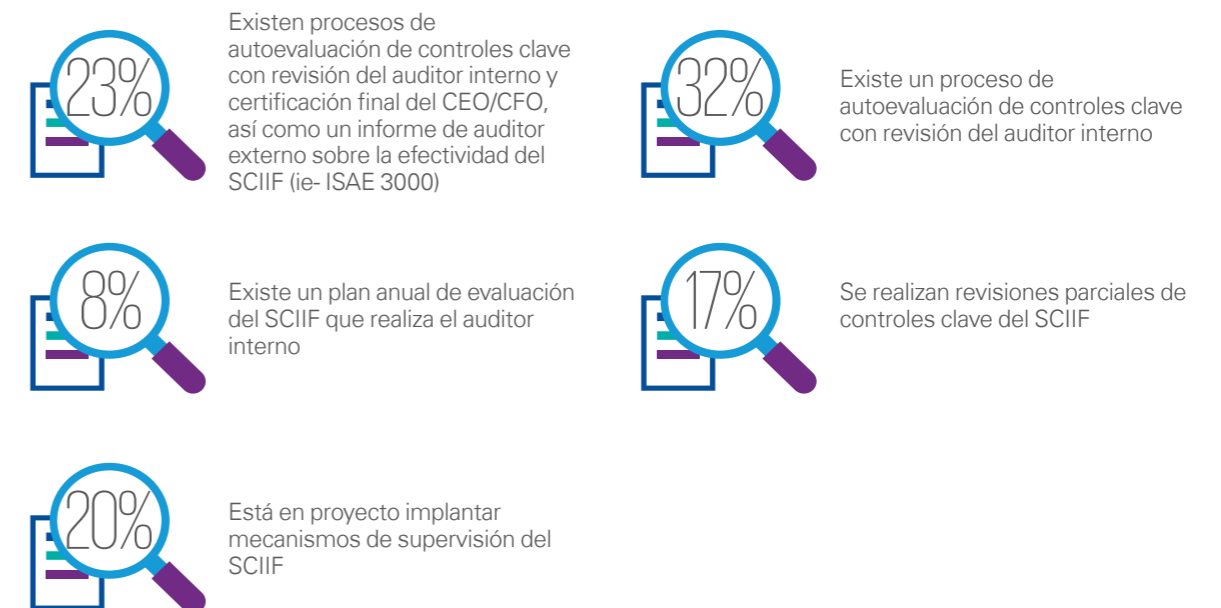 23%
Existen procesos de
autoevaluación de controles clave
con revisión del auditor interno y
certificación final del CEO/CFO,
así como un informe de auditor
externo sobre la efectividad del
SCIIF (ie- ISAE 3000)
32%
Existe un proceso de
autoevaluación de controles clave
con revisión del auditor interno
8%
Existe un plan anual de evaluación
del SCIIF que realiza el auditor
interno
17%
Se realizan revisiones parciales de
controles clave del SCIIF
20%
Está en proyecto implantar
mecanismos de supervisión del
SCIIF